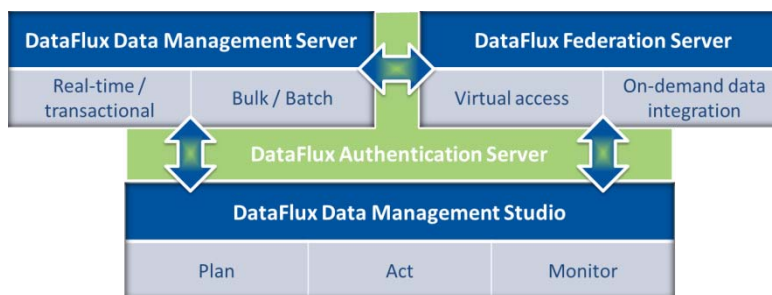 DataFlux Data Management Server
DataFlux Federation Server
Real-time /
transactional
Bulk / Batch
Virtual access
On-demand data
integration
DataFlux Authentication Server
DataFlux Data Management Studio
Plan
Act
Monitor